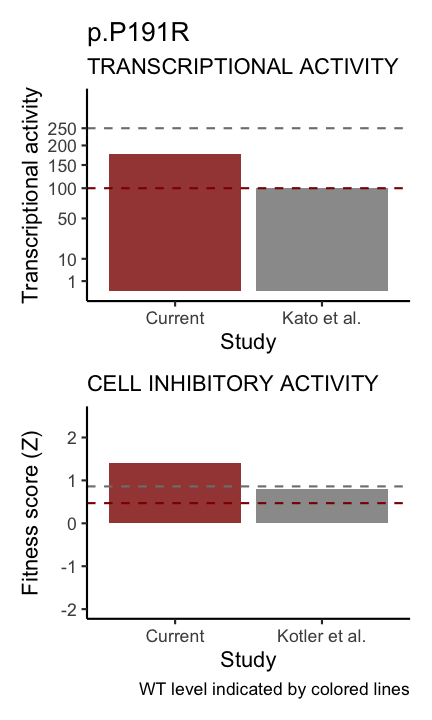 p.P191R
TRANSCRIPTIONAL ACTIVITY
Transcriptional activity
250
200
150
100
50
10
1
Current
Kato et al.
Study
CELL INHIBITORY ACTIVITY
Fitness score (Z)
2
1
0
-1
-2
Current
Kotler et al.
Study
WT level indicated by colored lines